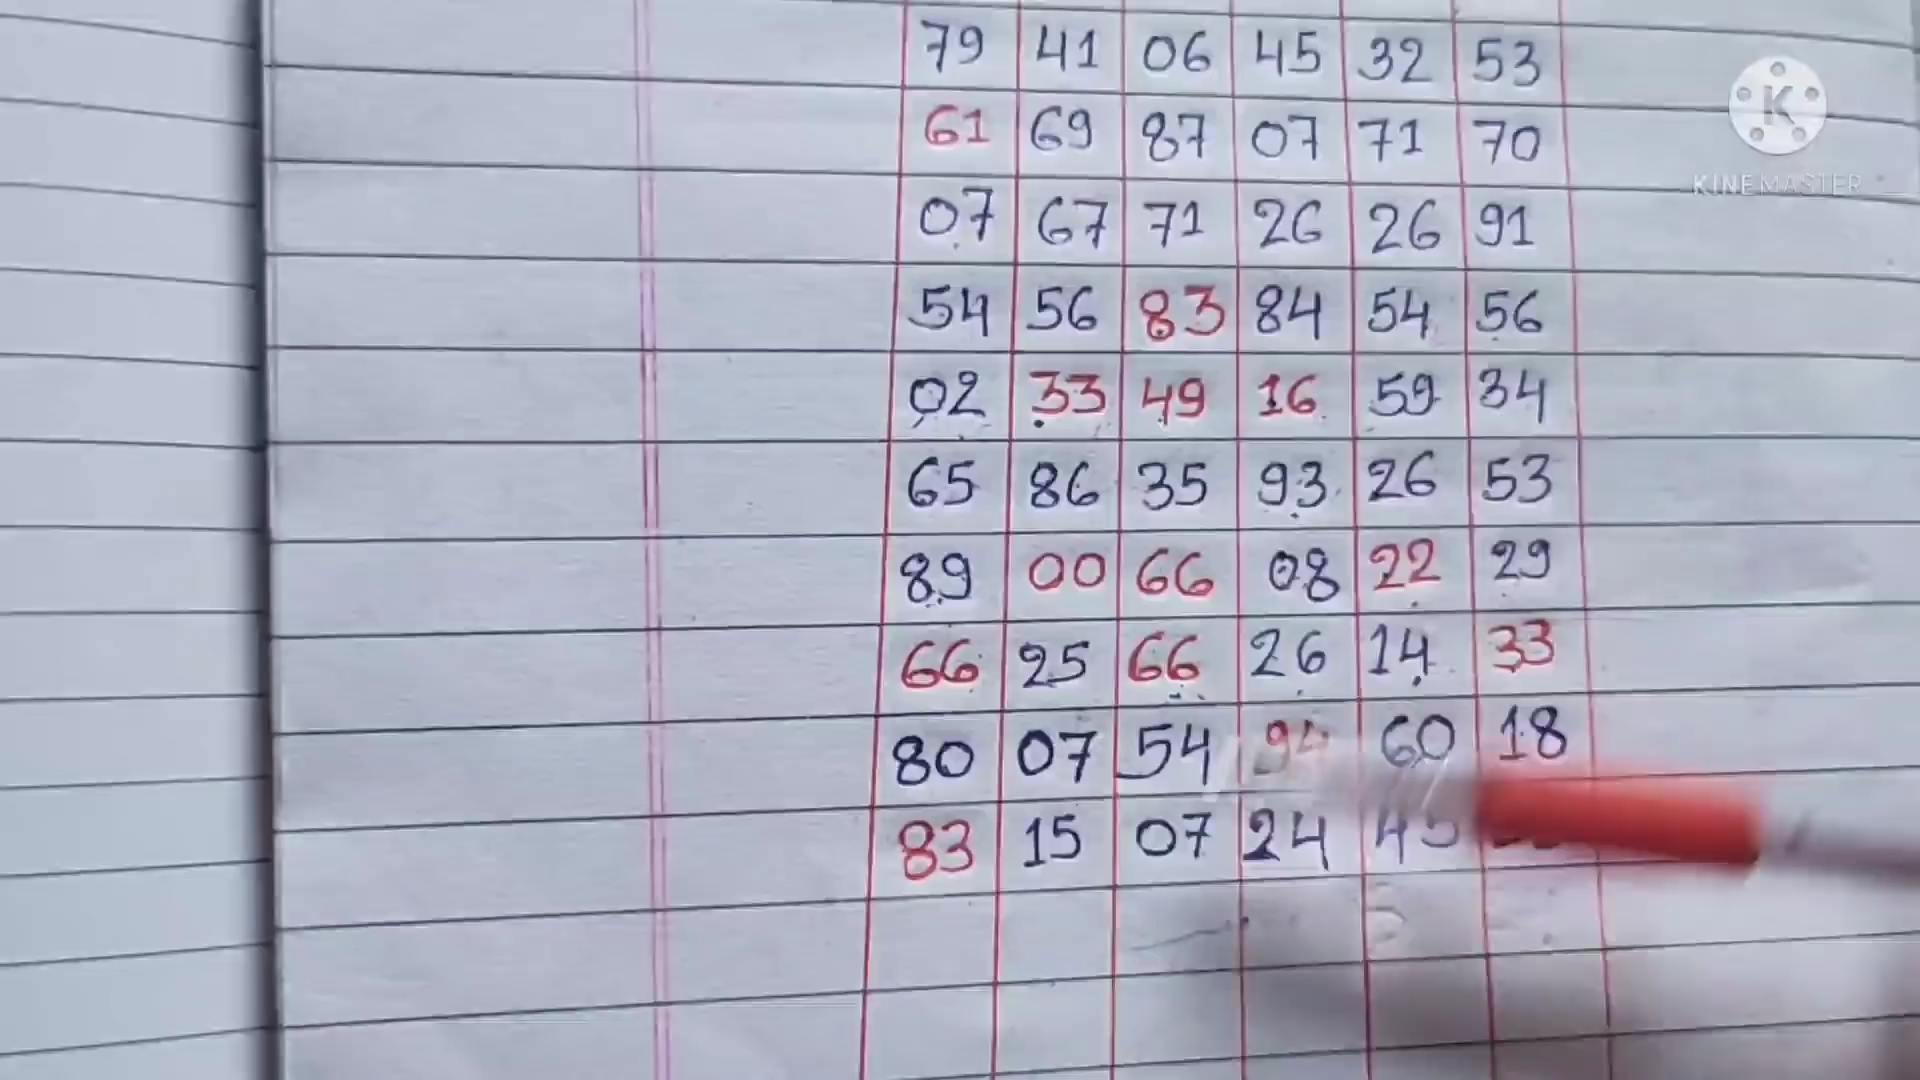 79 41 06 45 32 53
61 69 87 07 71 70
07 67 71 26 26 91
54 56 83 84 54 56
02 33 49 16 59 34
65 86 35 93 26 53
89 00 66 08 22 29
66 25 66 26 14 33
80 07 54 94 60 18
83 15 07 24 45
K
KINEMASTER